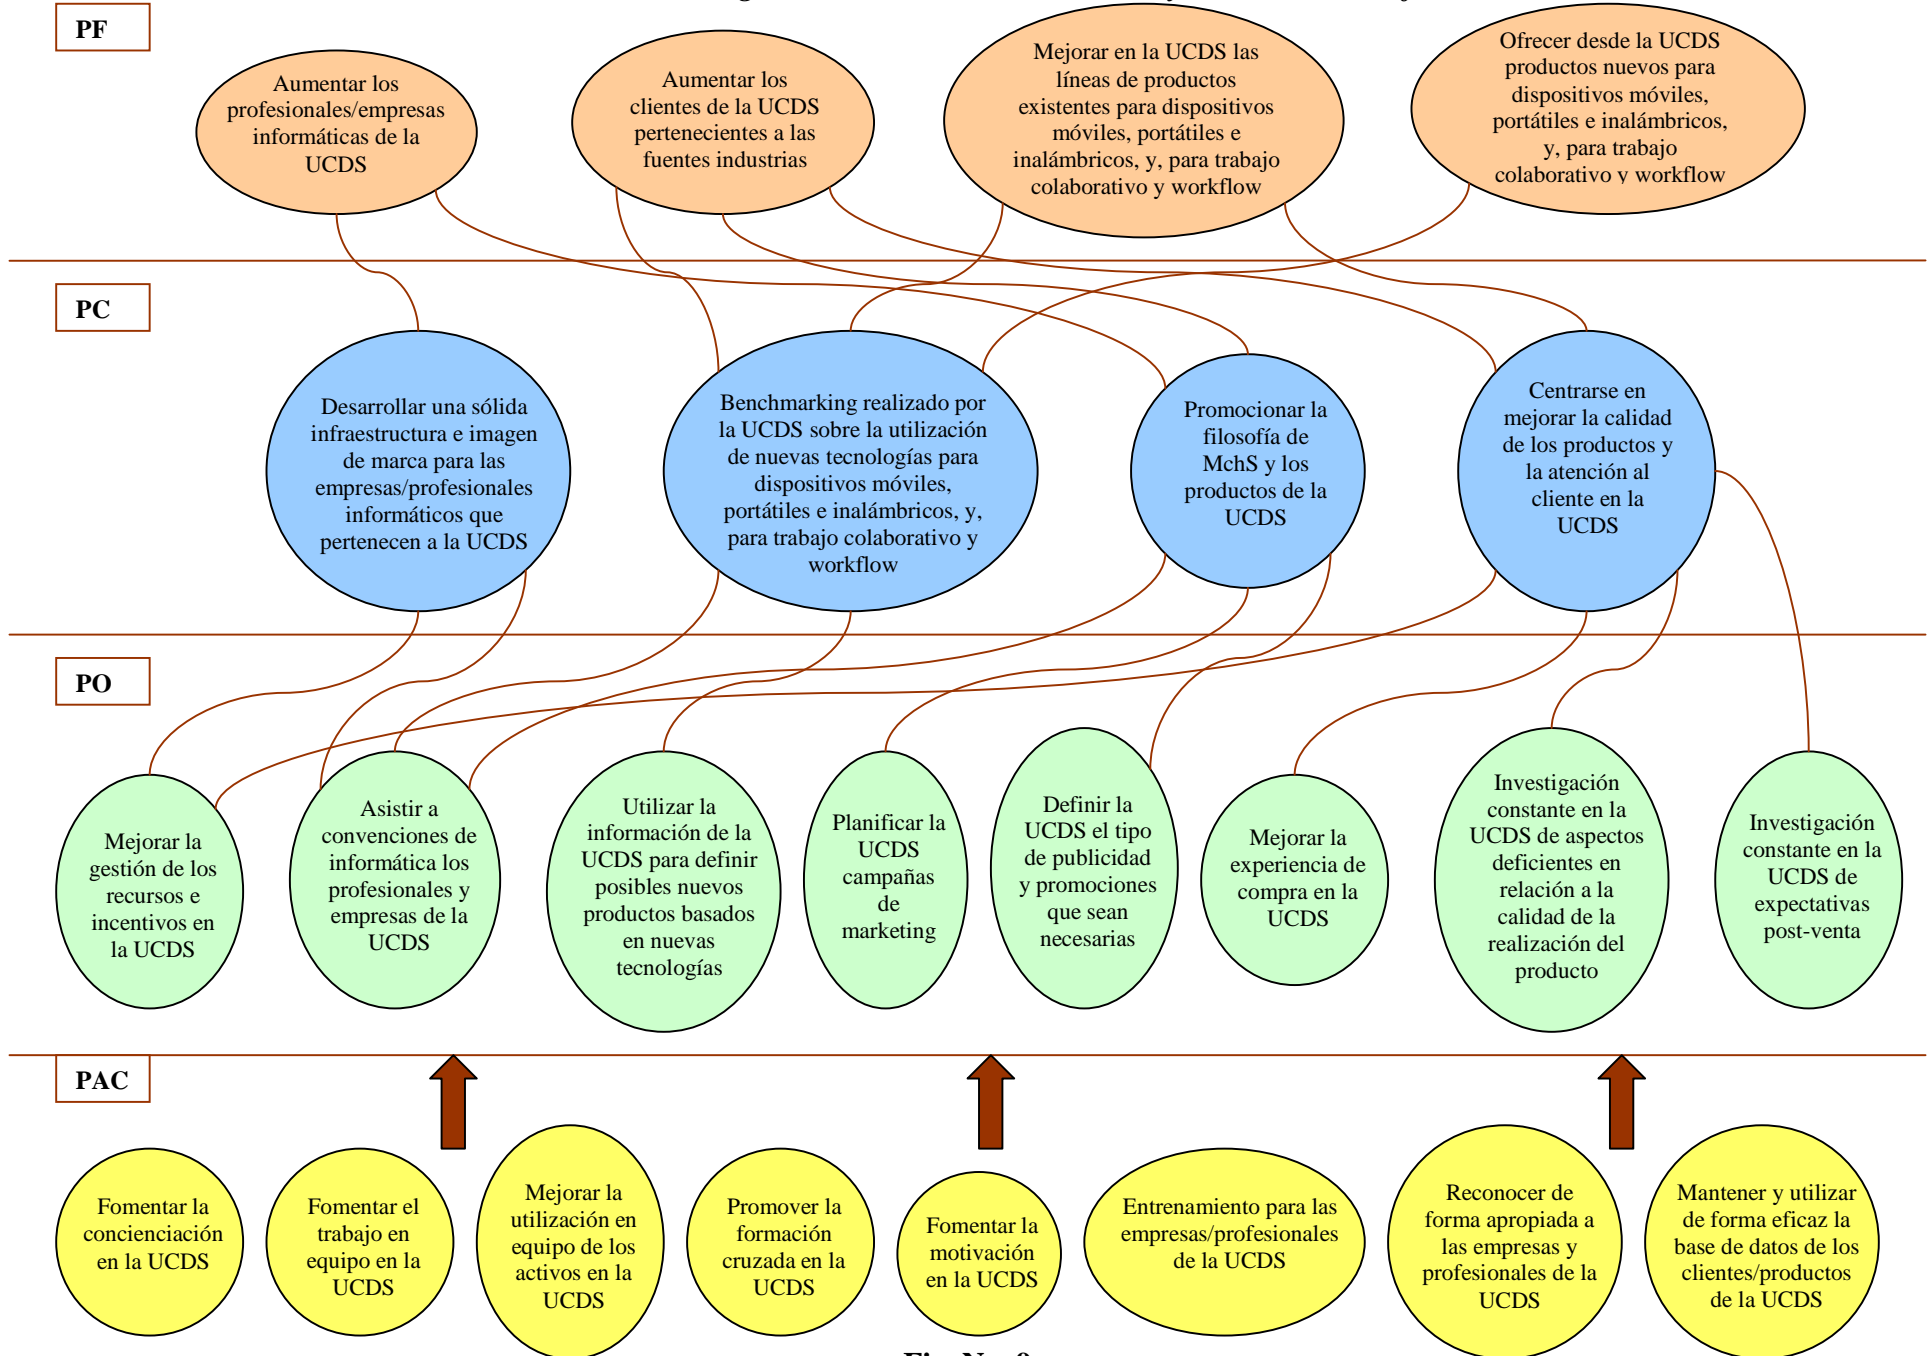 PF
Aumentar los
profesionales/empresas
informáticas de la
UCDS
Aumentar los
clientes de la UCDS
pertenecientes a las
fuentes industrias
Mejorar en la UCDS las
líneas de productos
existentes para dispositivos
móviles, portátiles e
inalámbricos, y, para trabajo
colaborativo y workflow
Ofrecer desde la UCDS
productos nuevos para
dispositivos móviles,
portátiles e inalámbricos,
y, para trabajo
colaborativo y workflow
PC
Desarrollar una sólida
infraestructura e imagen
de marca para las
empresas/profesionales
informáticos que
pertenecen a la UCDS
Benchmarking realizado por
la UCDS sobre la utilización
de nuevas tecnologías para
dispositivos móviles,
portátiles e inalámbricos, y,
para trabajo colaborativo y
workflow
Promocionar la
filosofía de
MchS y los
productos de la
UCDS
Centrarse en
mejorar la calidad
de los productos y
la atención al
cliente en la
UCDS
PO
Mejorar la
gestión de los
recursos e
incentivos en
la UCDS
Asistir a
convenciones de
informática los
profesionales y
empresas de la
UCDS
Utilizar la
información de la
UCDS para definir
posibles nuevos
productos basados
en nuevas
tecnologías
Planificar la
UCDS
campañas
de
marketing
Definir la
UCDS el tipo
de publicidad
y promociones
que sean
necesarias
Mejorar la
experiencia de
compra en la
UCDS
Investigación
constante en la
UCDS de aspectos
deficientes en
relación a la
calidad de la
realización del
producto
Investigación
constante en la
UCDS de
expectativas
post-venta
PAC
Fomentar la
concienciación
en la UCDS
Fomentar el
trabajo en
equipo en la
UCDS
Mejorar la
utilización en
equipo de los
activos en la
UCDS
Promover la
formación
cruzada en la
UCDS
Fomentar la
motivación
en la UCDS
Entrenamiento para las
empresas/profesionales
de la UCDS
Reconocer de
forma apropiada a
las empresas y
profesionales de la
UCDS
Mantener y utilizar
de forma eficaz la
base de datos de los
clientes/productos
de la UCDS